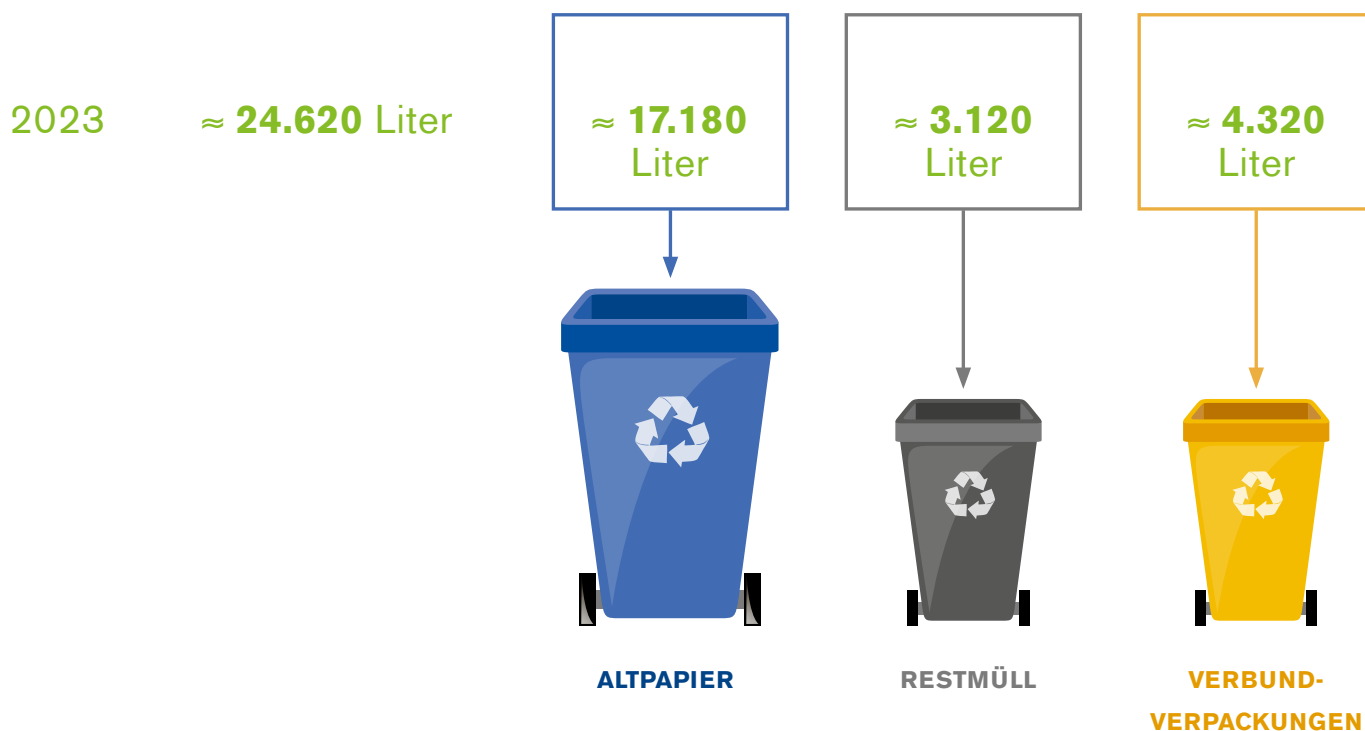 2023 ≈ 24.620 Liter
≈ 17.180
Liter
≈ 3.120
Liter
≈ 4.320
Liter
ALTPAPIER
RESTMÜLL
VERBUND-
VERPACKUNGEN